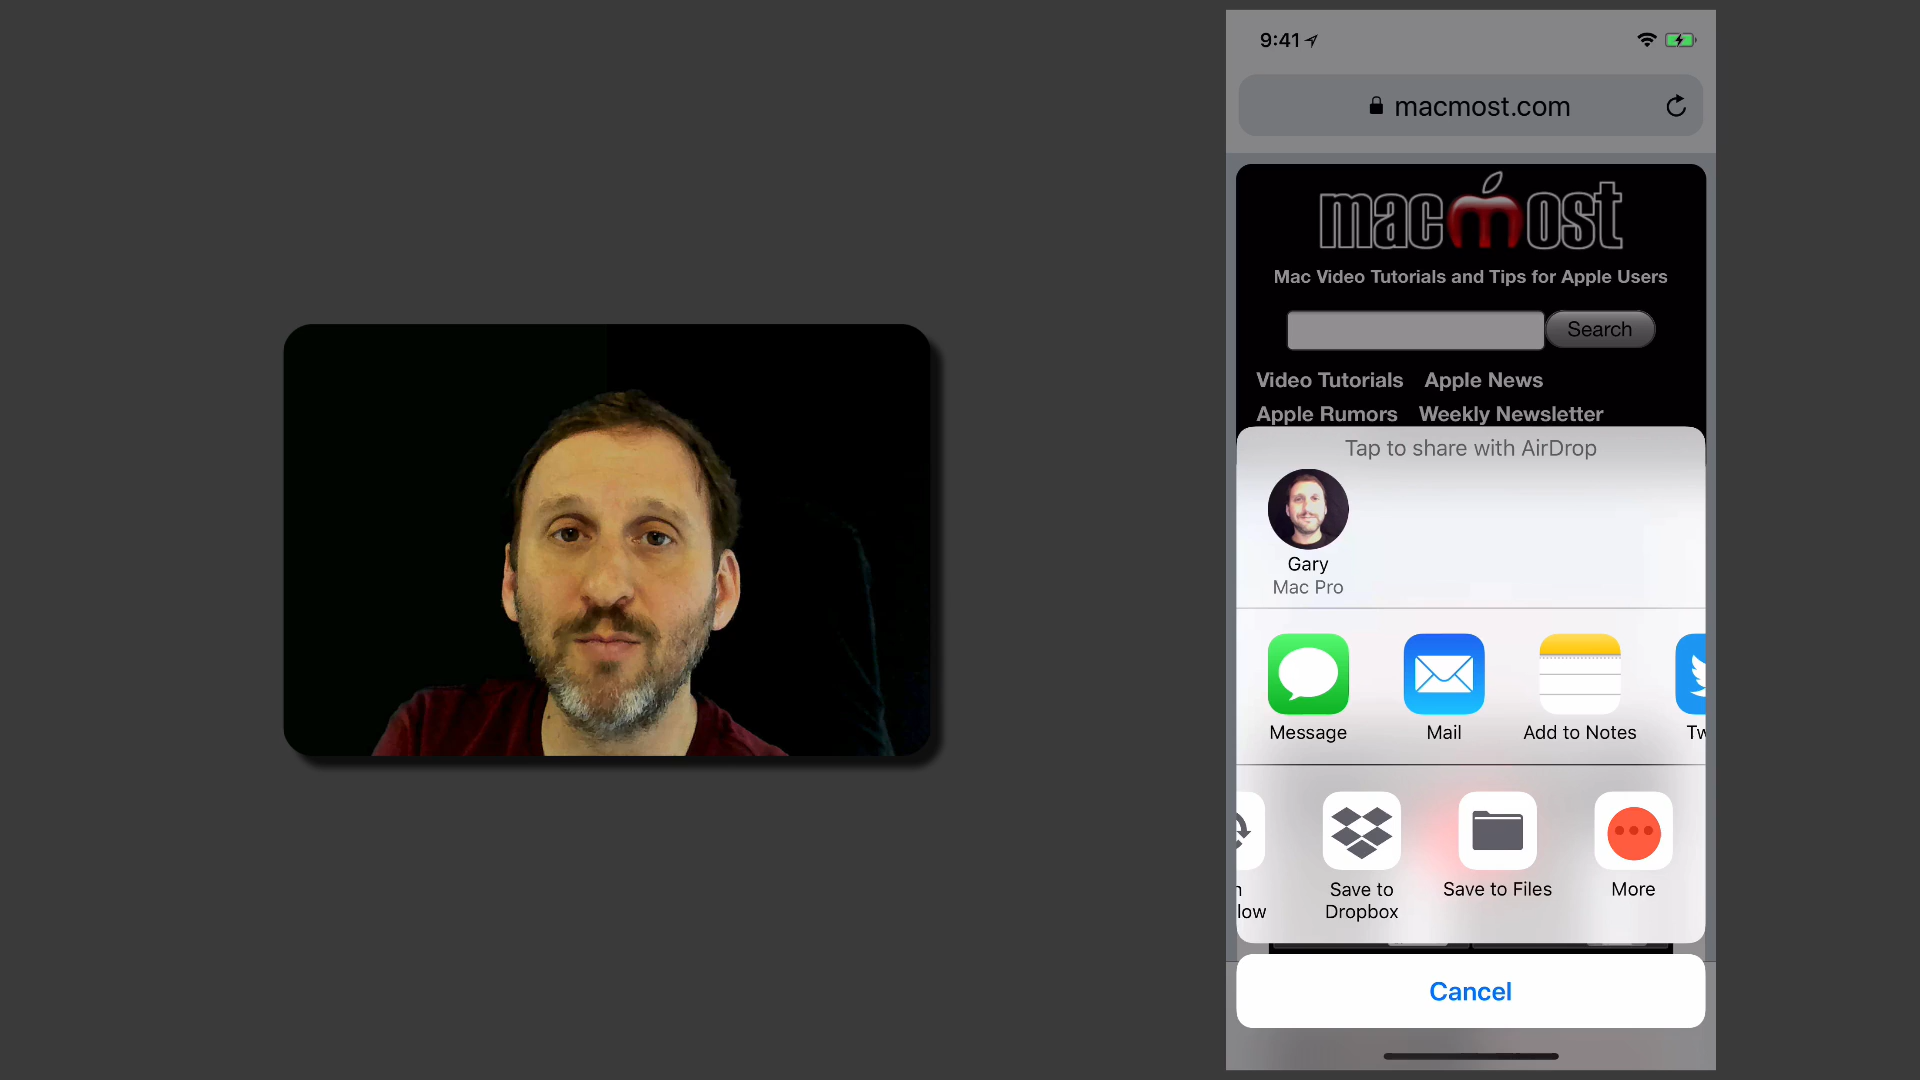 9:41
macmost.com
macmost
Mac Video Tutorials and Tips for Apple Users
Search
Video Tutorials Apple News
Apple Rumors Weekly Newsletter
Tap to share with AirDrop
Gary
Mac Pro
Message Mail Add to Notes Tw
Save to Dropbox
Save to Files
More
low
Cancel